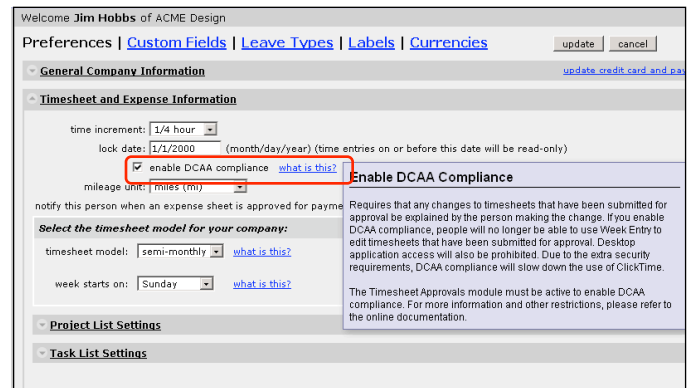 Welcome Jim Hobbs of ACME Design
Preferences | Custom Fields | Leave Types | Labels | Currencies
update cancel
General Company Information
update credit card and pay
Timesheet and Expense Information
time increment: 1/4 hour
lock date: 1/1/2000 (month/day/year) (time entries on or before this date will be read-only)
enable DCAA compliance what is this?
mileage unit: miles (mi)
notify this person when an expense sheet is approved for payme
Select the timesheet model for your company:
timesheet model: semi-monthly what is this?
week starts on: Sunday what is this?
Enable DCAA Compliance
Requires that any changes to timesheets that have been submitted for
approval be explained by the person making the change. If you enable
DCAA compliance, people will no longer be able to use Week Entry to
edit timesheets that have been submitted for approval. Desktop
application access will also be prohibited. Due to the extra security
requirements, DCAA compliance will slow down the use of ClickTime.
The Timesheet Approvals module must be active to enable DCAA
compliance. For more information and other restrictions, please refer to
the online documentation.
Project List Settings
Task List Settings